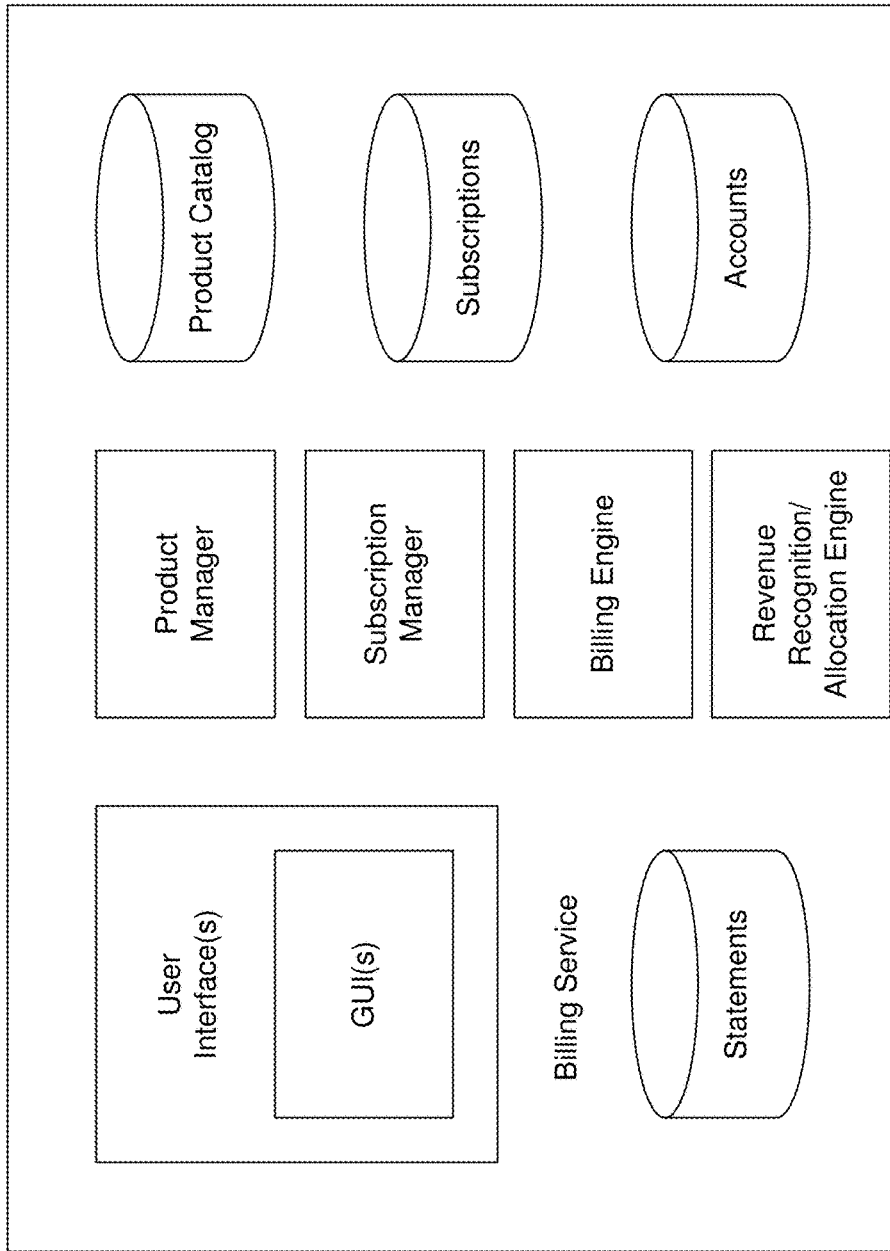 User
Interface(s)
GUI(s)
Billing Service
Statements
Product
Manager
Subscription
Manager
Billing Engine
Revenue
Recognition/
Allocation Engine
Product Catalog
Subscriptions
Accounts